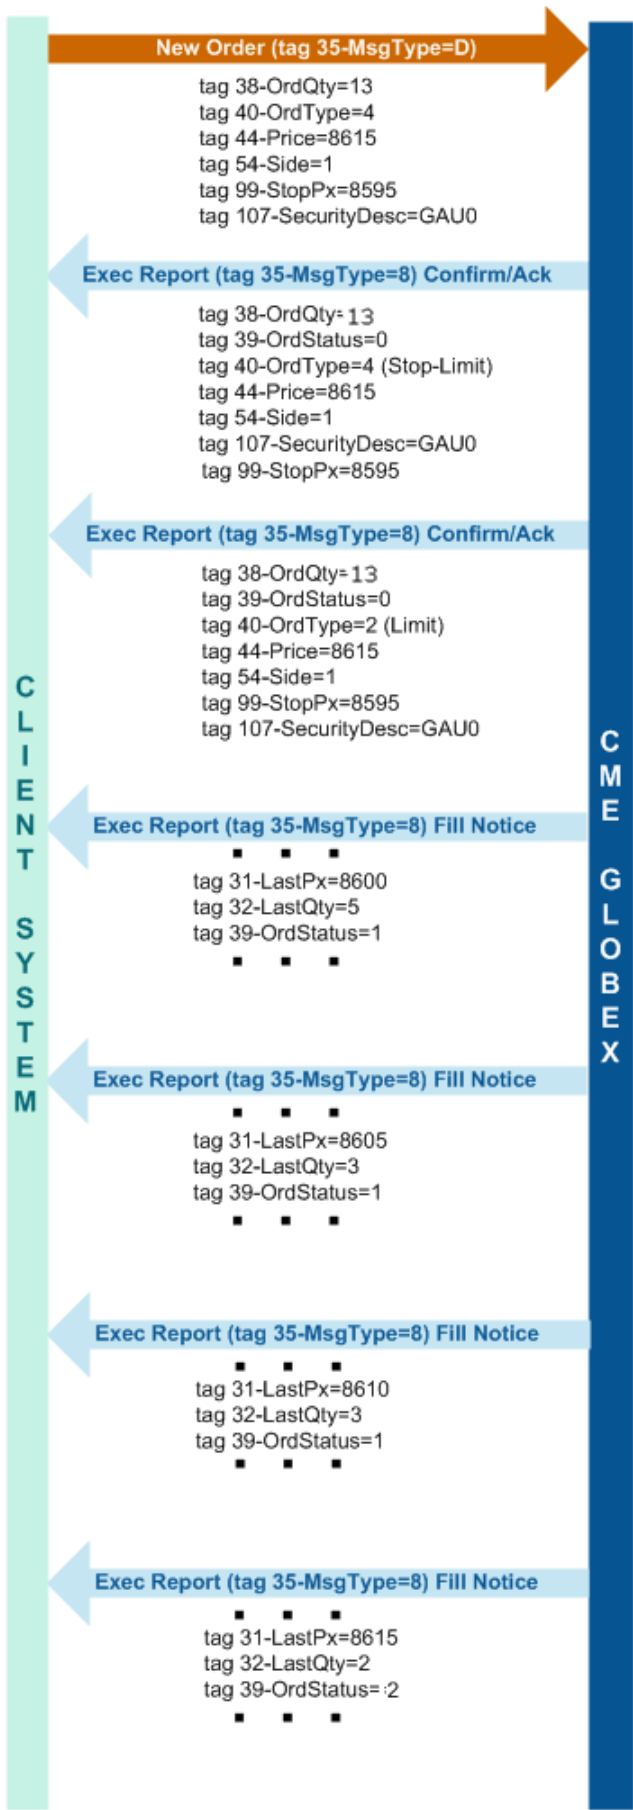 New Order (tag 35-MsgType=D)
tag 38-OrdQty=13
tag 40-OrdType=4
tag 44-Price=8615
tag 54-Side=1
tag 99-StopPx=8595
tag 107-SecurityDesc=GAU0
Exec Report (tag 35-MsgType=8) Confirm/Ack
tag 38-OrdQty=13
tag 39-OrdStatus=0
tag 40-OrdType=4 (Stop-Limit)
tag 44-Price=8615
tag 54-Side=1
tag 107-SecurityDesc=GAU0
tag 99-StopPx=8595
Exec Report (tag 35-MsgType=8) Confirm/Ack
tag 38-OrdQty=13
tag 39-OrdStatus=0
tag 40-OrdType=2 (Limit)
tag 44-Price=8615
tag 54-Side=1
tag 99-StopPx=8595
tag 107-SecurityDesc=GAU0
CLIENT SYSTEM
CME GLOBEX
Exec Report (tag 35-MsgType=8) Fill Notice
tag 31-LastPx=8600
tag 32-LastQty=5
tag 39-OrdStatus=1
Exec Report (tag 35-MsgType=8) Fill Notice
tag 31-LastPx=8605
tag 32-LastQty=3
tag 39-OrdStatus=1
Exec Report (tag 35-MsgType=8) Fill Notice
tag 31-LastPx=8610
tag 32-LastQty=3
tag 39-OrdStatus=1
Exec Report (tag 35-MsgType=8) Fill Notice
tag 31-LastPx=8615
tag 32-LastQty=2
tag 39-OrdStatus=:2